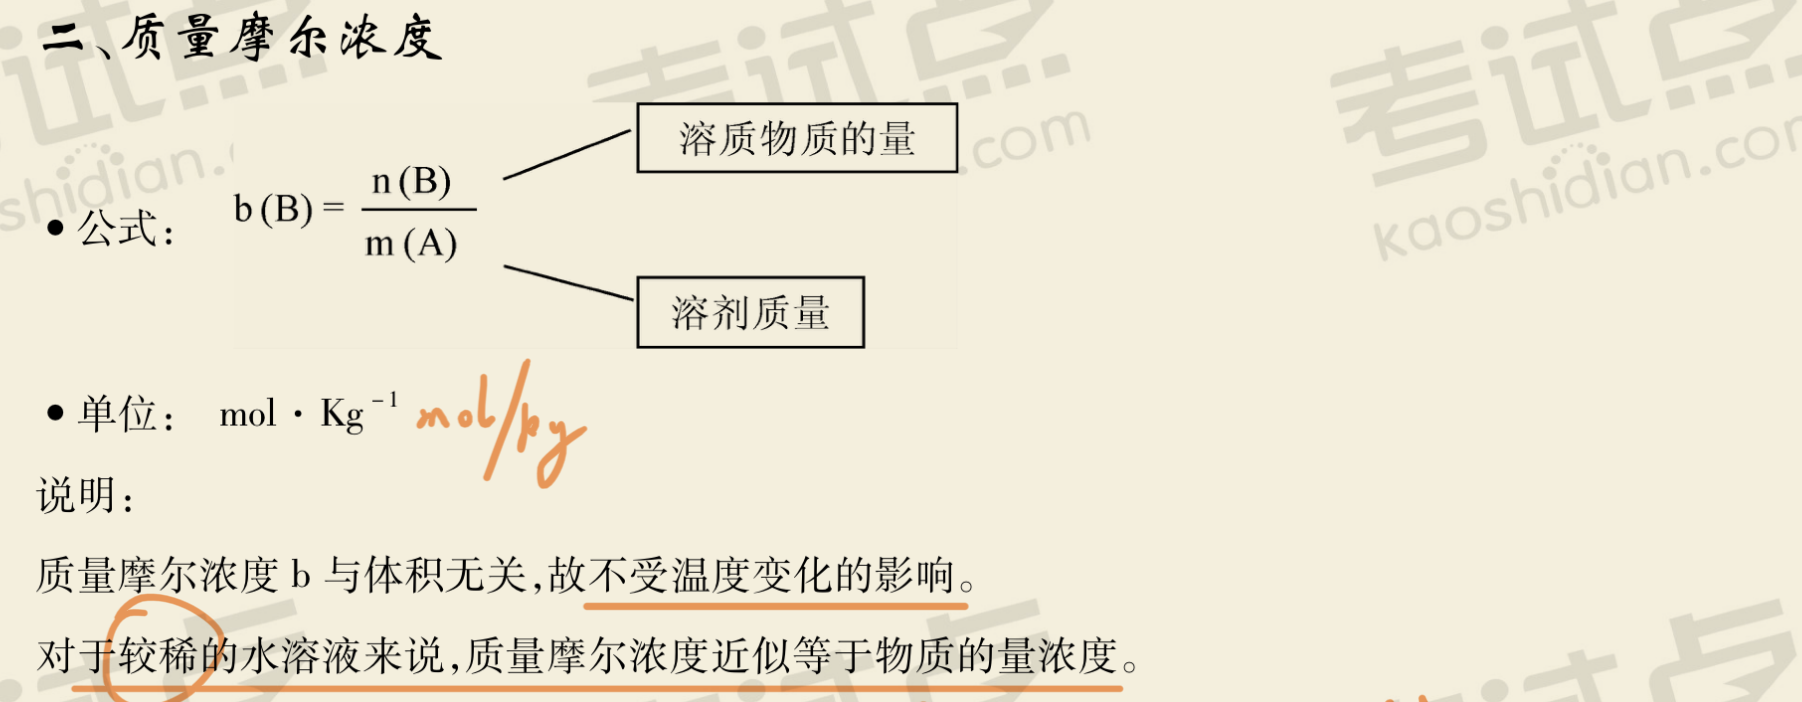 二、质量摩尔浓度
溶质物质的量
• 公式： b(B) = n(B) / m(A)
溶剂质量
• 单位： mol · Kg⁻¹ mol/kg
说明：
质量摩尔浓度 b 与体积无关,故不受温度变化的影响。
对于较稀的水溶液来说,质量摩尔浓度近似等于物质的量浓度。
考试点
kaoshidian.com